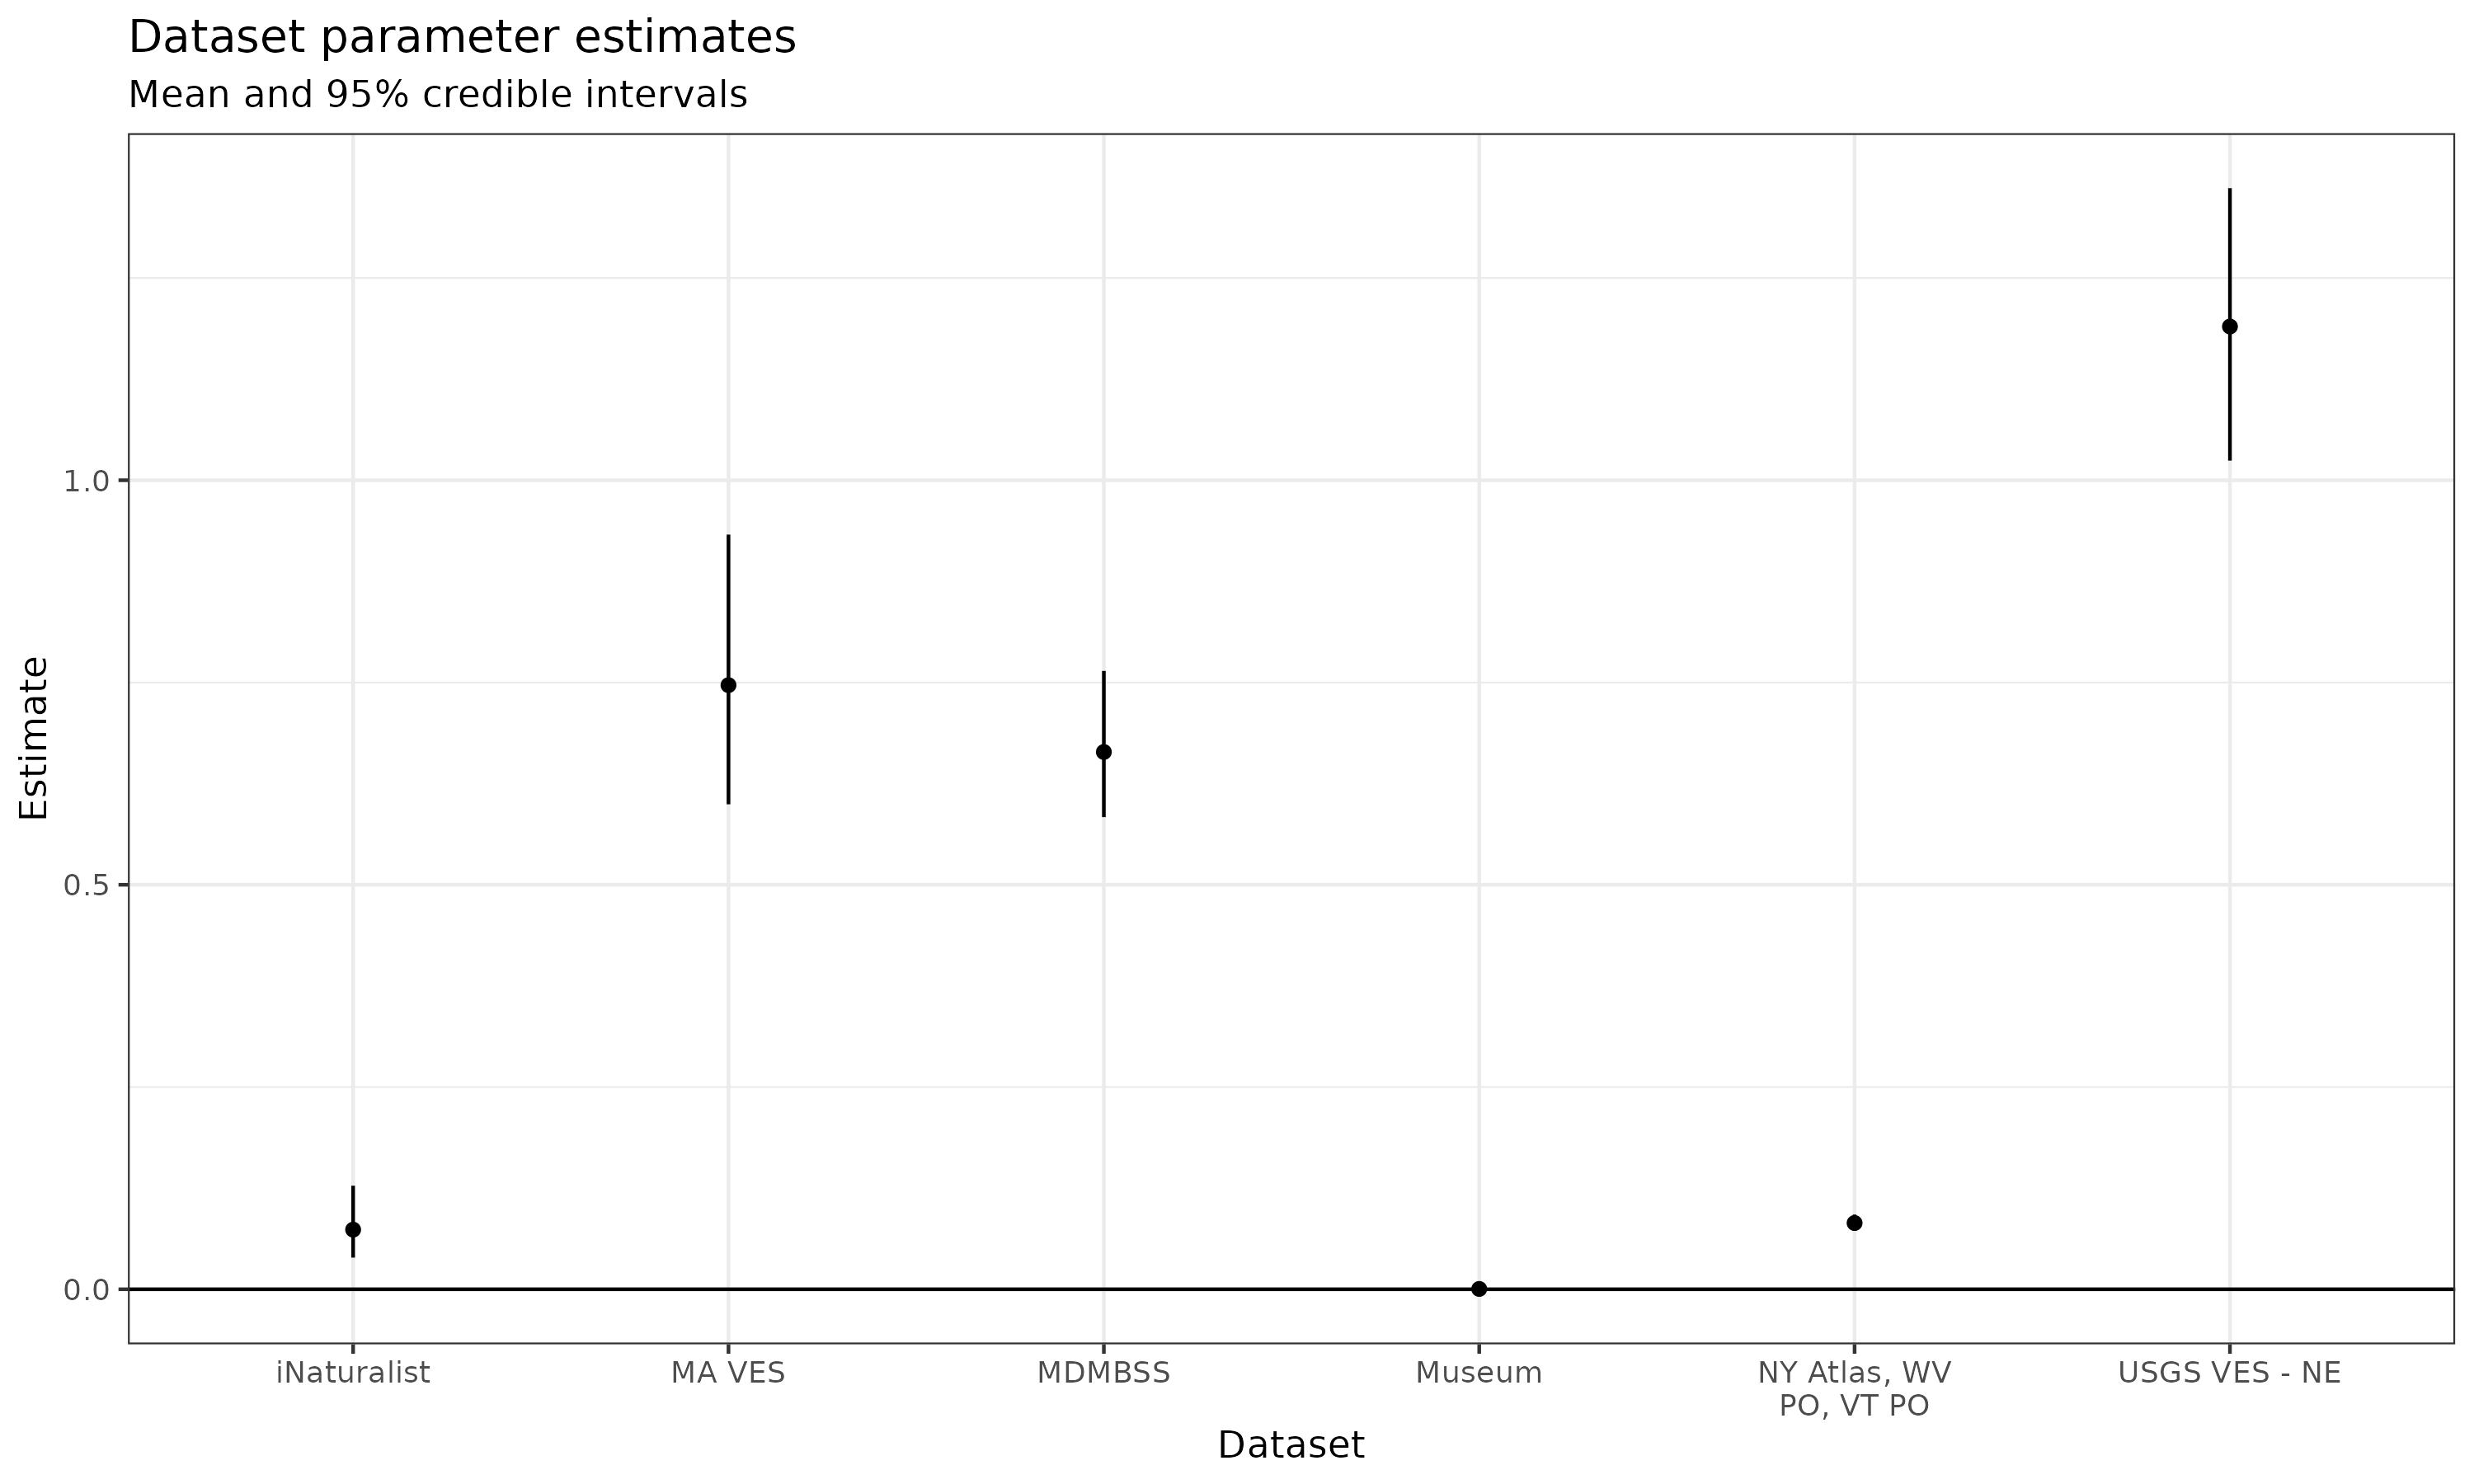 Dataset parameter estimates
Mean and 95% credible intervals
Estimate
1.0
0.5
0.0
iNaturalist
MA VES
MDMBSS
Museum
NY Atlas, WV
PO, VT PO
USGS VES - NE
Dataset